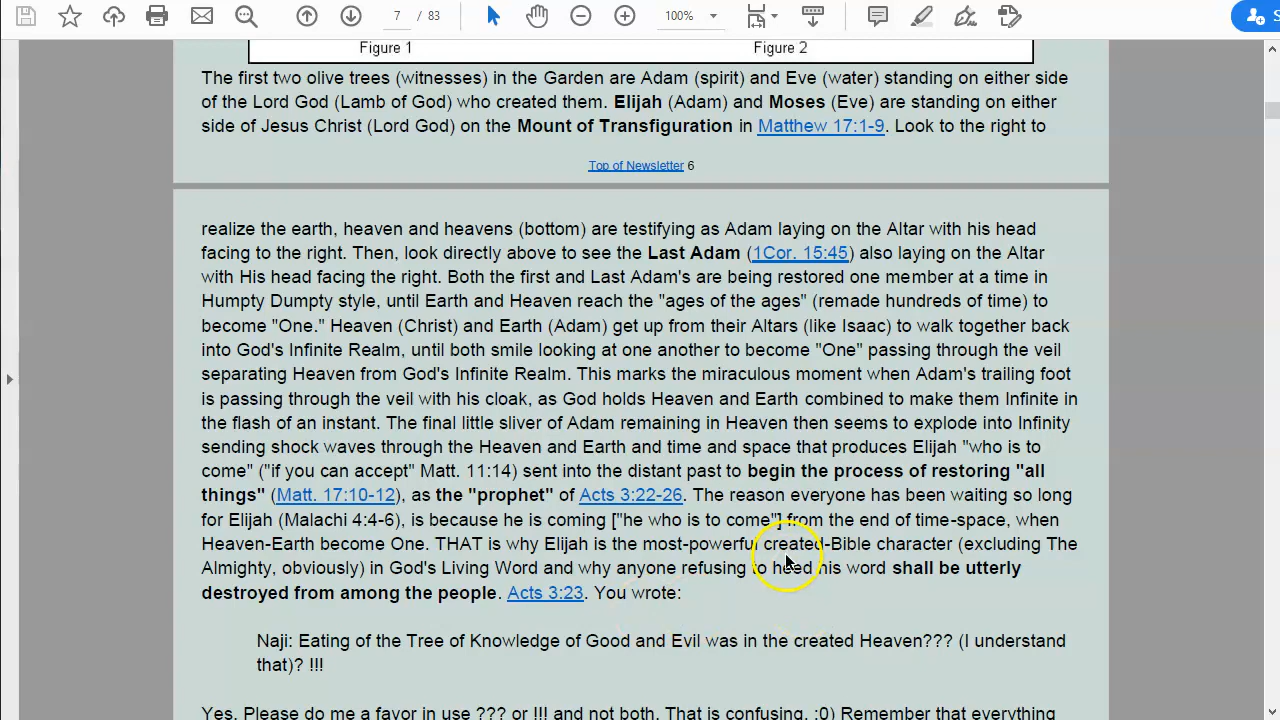 7 / 83
100%
S
Figure 1 Figure 2
The first two olive trees (witnesses) in the Garden are Adam (spirit) and Eve (water) standing on either side
of the Lord God (Lamb of God) who created them. Elijah (Adam) and Moses (Eve) are standing on either
side of Jesus Christ (Lord God) on the Mount of Transfiguration in Matthew 17:1-9. Look to the right to
Top of Newsletter 6
realize the earth, heaven and heavens (bottom) are testifying as Adam laying on the Altar with his head
facing to the right. Then, look directly above to see the Last Adam (1Cor. 15:45) also laying on the Altar
with His head facing the right. Both the first and Last Adam's are being restored one member at a time in
Humpty Dumpty style, until Earth and Heaven reach the "ages of the ages" (remade hundreds of time) to
become "One." Heaven (Christ) and Earth (Adam) get up from their Altars (like Isaac) to walk together back
into God's Infinite Realm, until both smile looking at one another to become "One" passing through the veil
separating Heaven from God's Infinite Realm. This marks the miraculous moment when Adam's trailing foot
is passing through the veil with his cloak, as God holds Heaven and Earth combined to make them Infinite in
the flash of an instant. The final little sliver of Adam remaining in Heaven then seems to explode into Infinity
sending shock waves through the Heaven and Earth and time and space that produces Elijah "who is to
come" ("if you can accept" Matt. 11:14) sent into the distant past to begin the process of restoring "all
things" (Matt. 17:10-12), as the "prophet" of Acts 3:22-26. The reason everyone has been waiting so long
for Elijah (Malachi 4:4-6), is because he is coming ["he who is to come"] from the end of time-space, when
Heaven-Earth become One. THAT is why Elijah is the most-powerful created-Bible character (excluding The
Almighty, obviously) in God's Living Word and why anyone refusing to heed his word shall be utterly
destroyed from among the people. Acts 3:23. You wrote:
Naji: Eating of the Tree of Knowledge of Good and Evil was in the created Heaven??? (I understand
that)? !!!
Yes. Please do me a favor in use ??? or !!! and not both. That is confusing. :0) Remember that everything